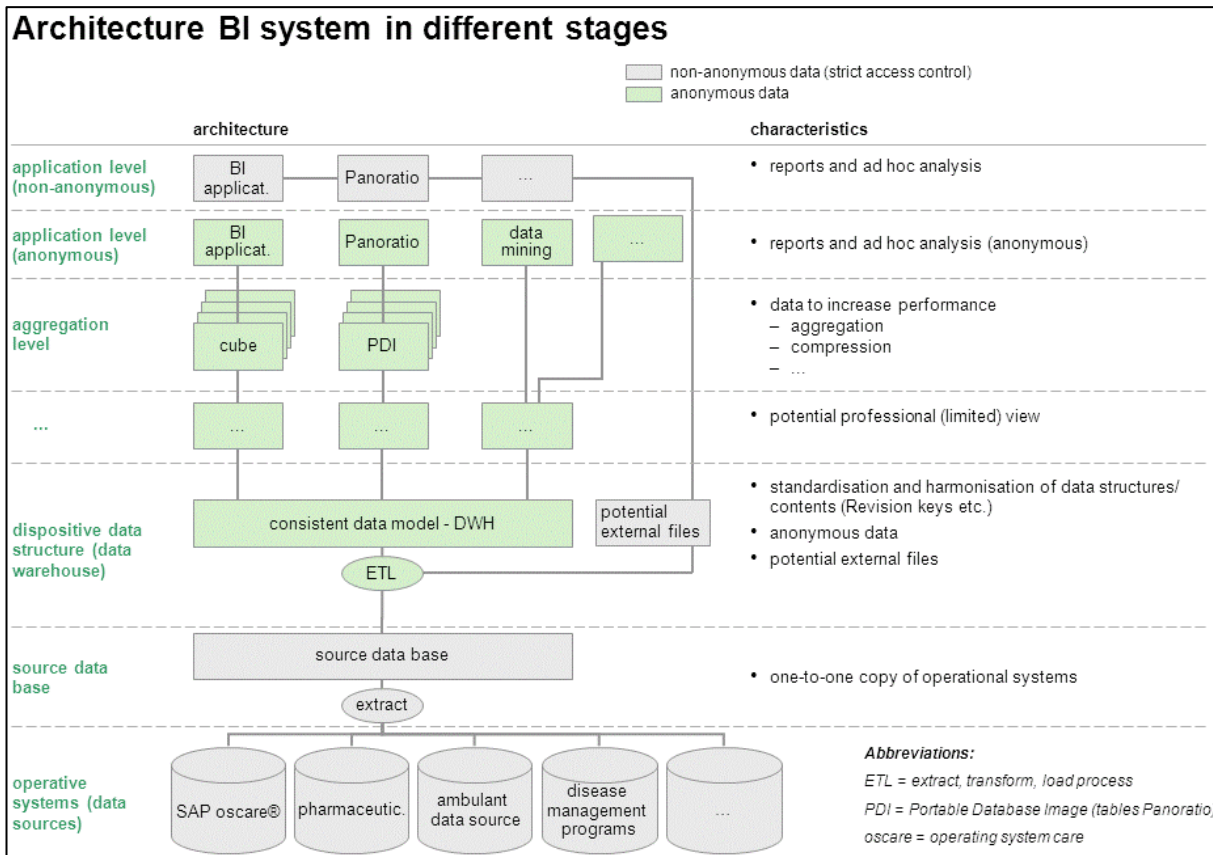 Architecture BI system in different stages
non-anonymous data (strict access control)
anonymous data
architecture
characteristics
application level
(non-anonymous)
BI
applicat.
Panoratio
...
• reports and ad hoc analysis
application level
(anonymous)
BI
applicat.
Panoratio
data
mining
...
• reports and ad hoc analysis (anonymous)
aggregation
level
cube
PDI
• data to increase performance
– aggregation
– compression
– ...
...
...
...
...
• potential professional (limited) view
dispositive data
structure (data
warehouse)
consistent data model - DWH
potential
external files
ETL
• standardisation and harmonisation of data structures/
contents (Revision keys etc.)
• anonymous data
• potential external files
source data
base
source data base
extract
• one-to-one copy of operational systems
operative
systems (data
sources)
SAP oscare®
pharmaceutic.
ambulant
data source
disease
management
programs
...
Abbreviations:
ETL = extract, transform, load process
PDI = Portable Database Image (tables Panoratio)
oscare = operating system care